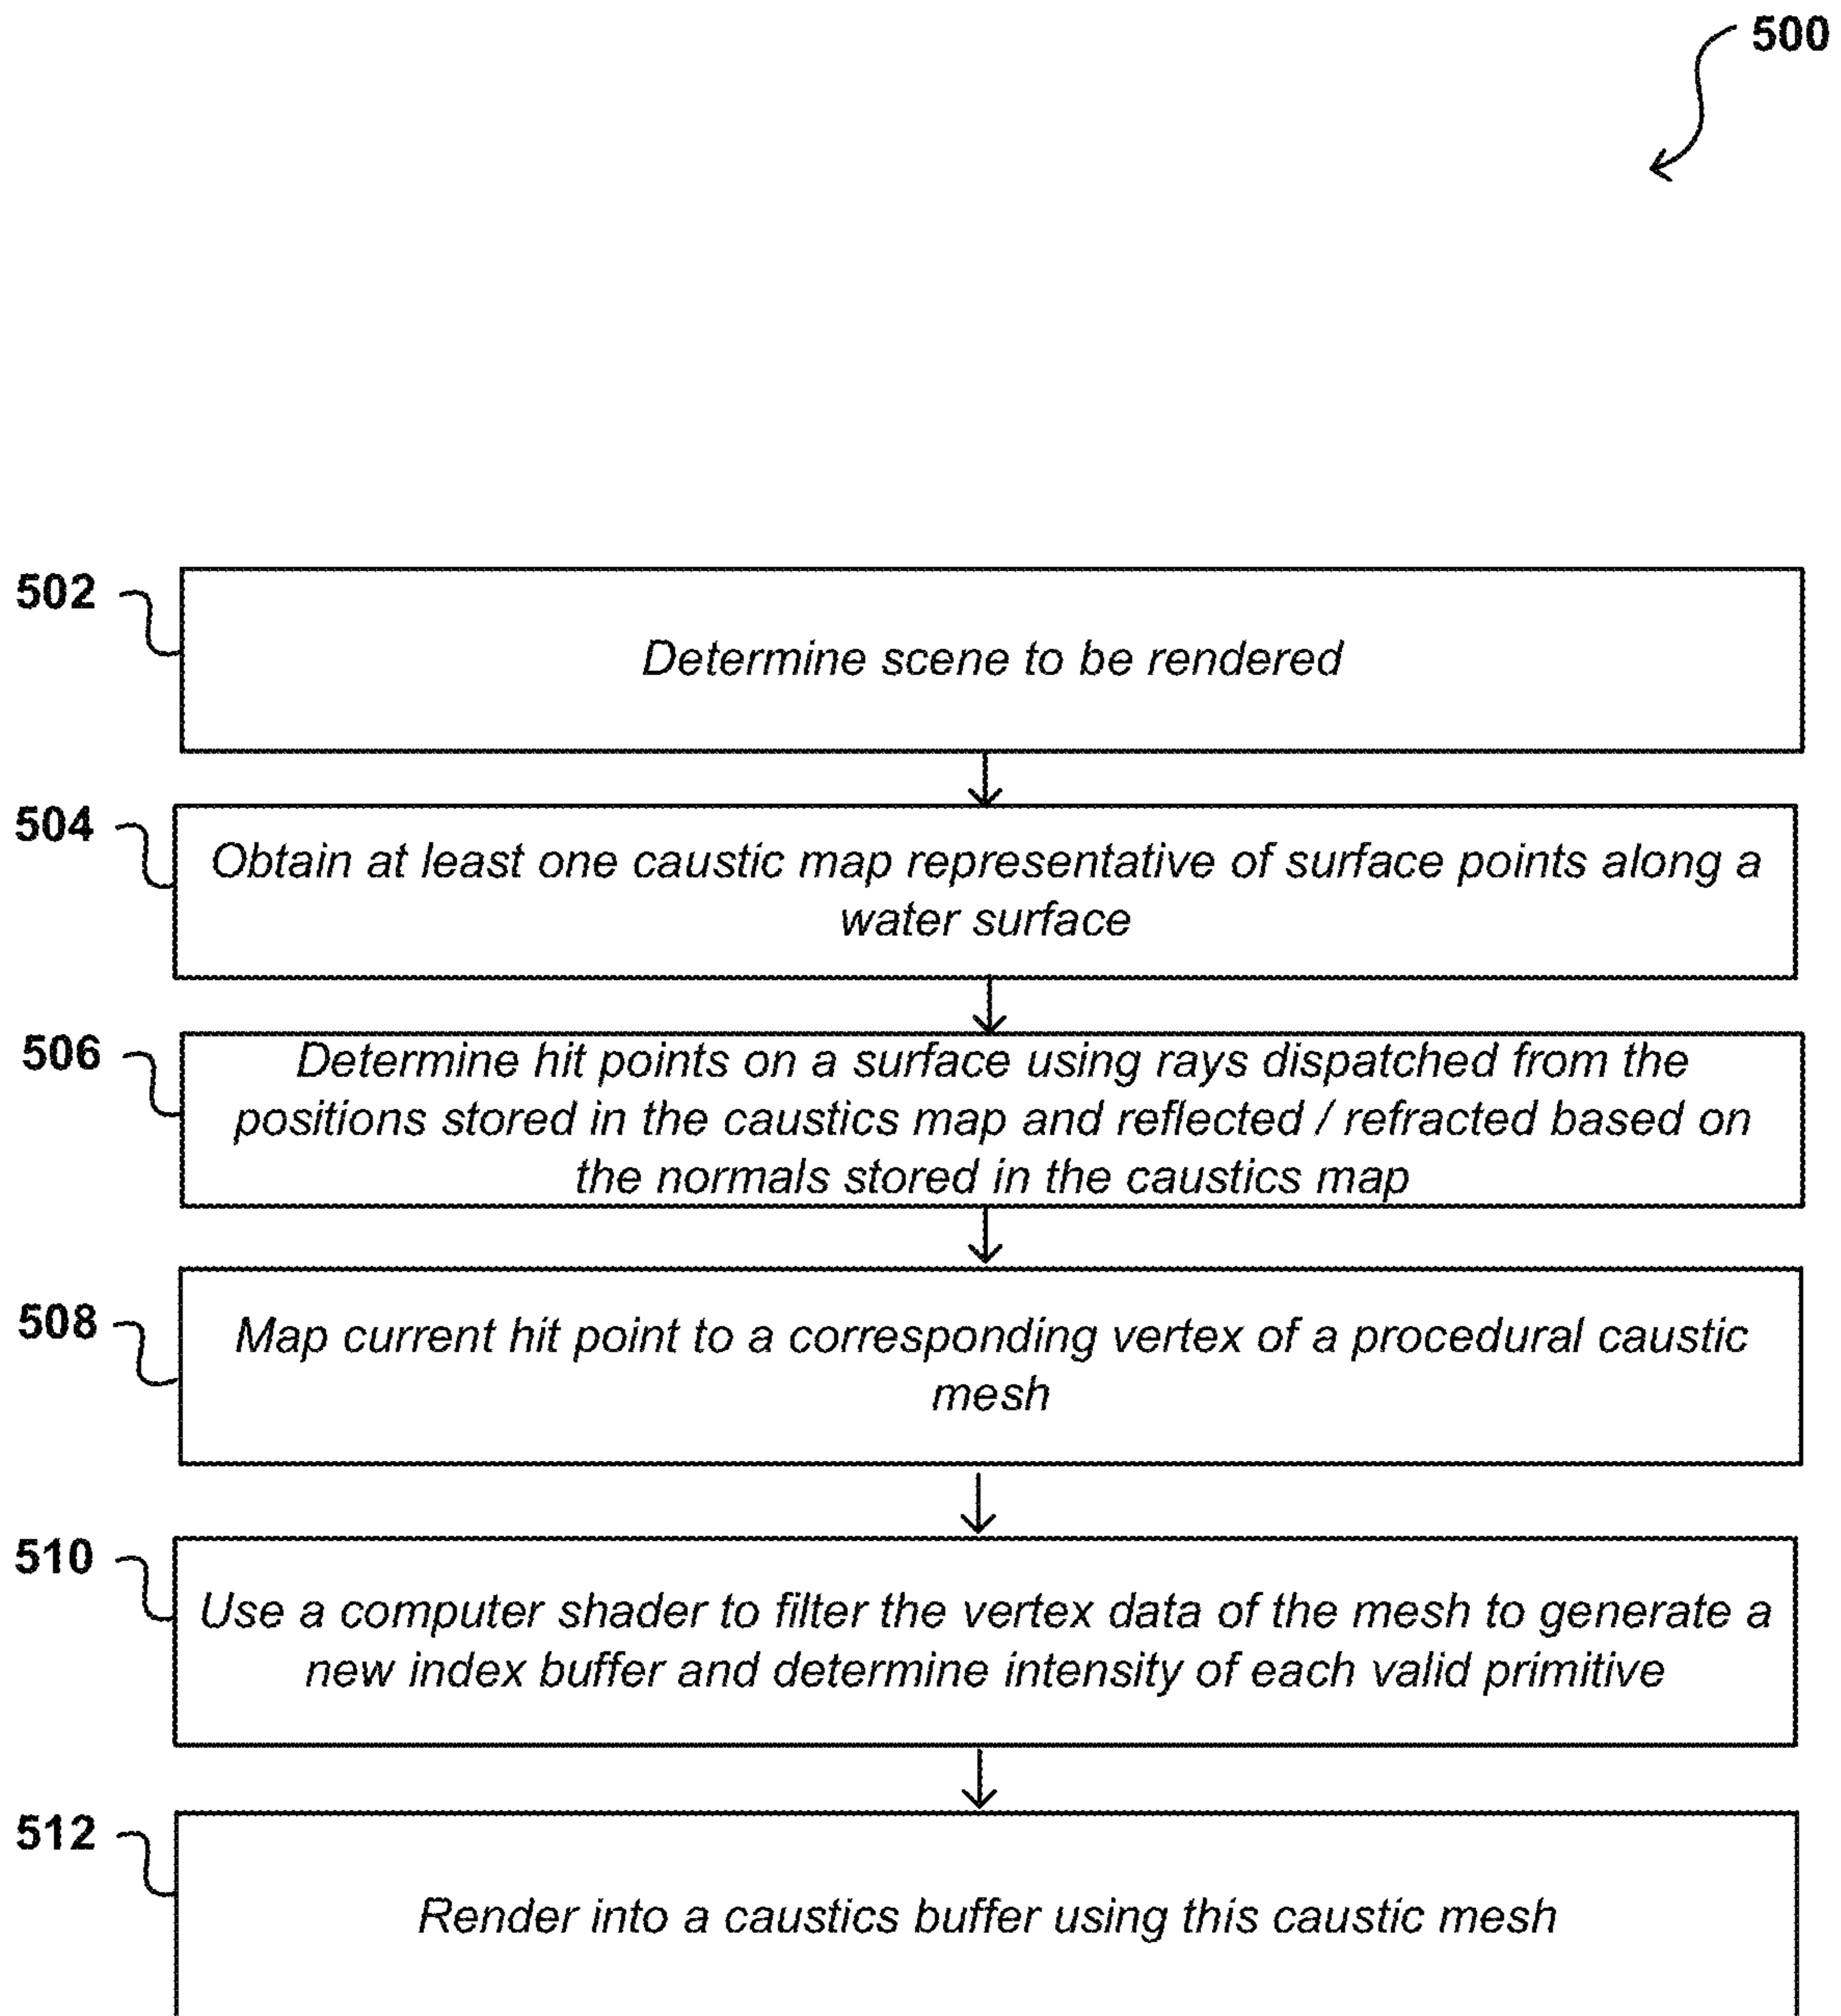 500
502
Determine scene to be rendered
504
Obtain at least one caustic map representative of surface points along a
water surface
506
Determine hit points on a surface using rays dispatched from the
positions stored in the caustics map and reflected / refracted based on
the normals stored in the caustics map
508
Map current hit point to a corresponding vertex of a procedural caustic
mesh
510
Use a computer shader to filter the vertex data of the mesh to generate a
new index buffer and determine intensity of each valid primitive
512
Render into a caustics buffer using this caustic mesh